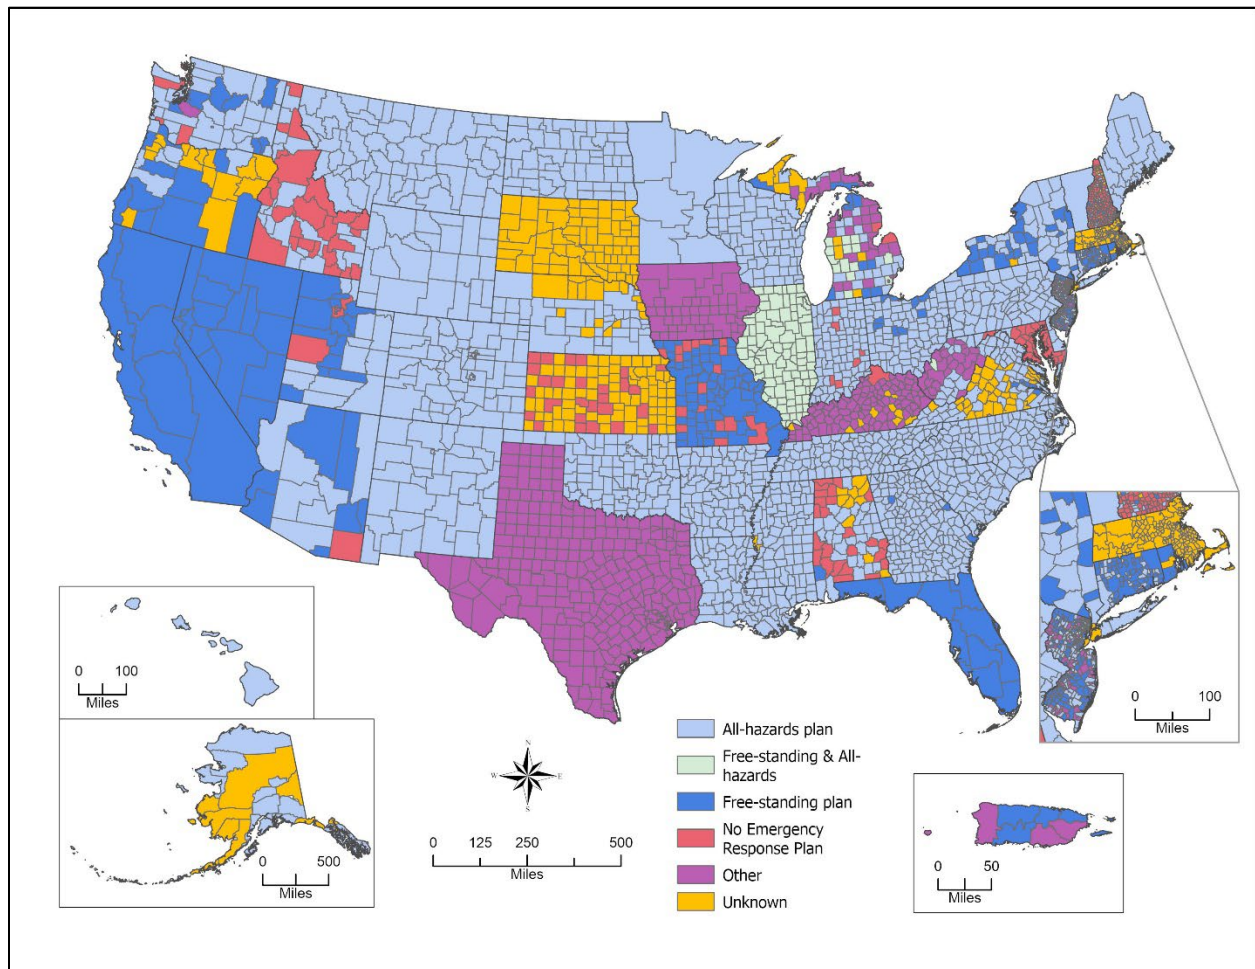 0 100
Miles
N
W E
S
0 500
Miles
0 125 250 500
Miles
All-hazards plan
Free-standing & All-
hazards
Free-standing plan
No Emergency
Response Plan
Other
Unknown
0 100
Miles
0 50
Miles